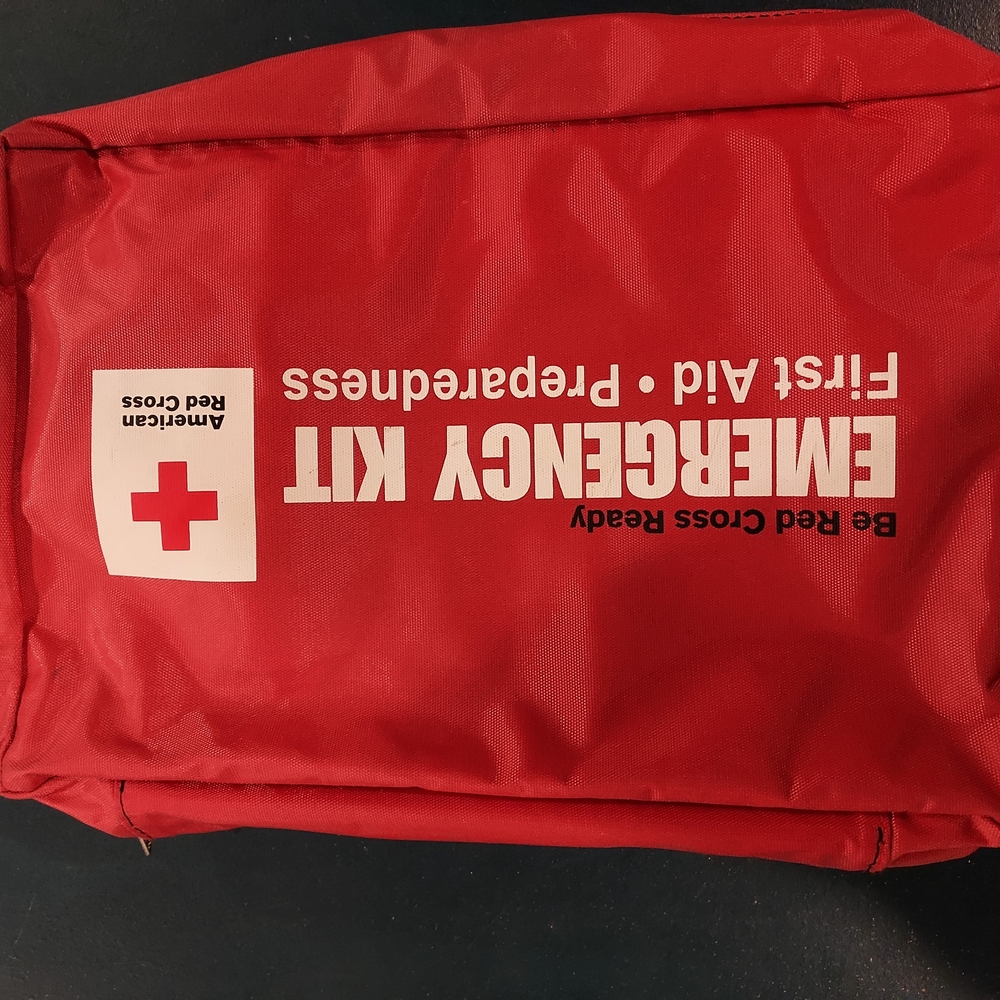 Be Red Cross Ready
EMERGENCY KIT
First Aid • Preparedness
American
Red Cross